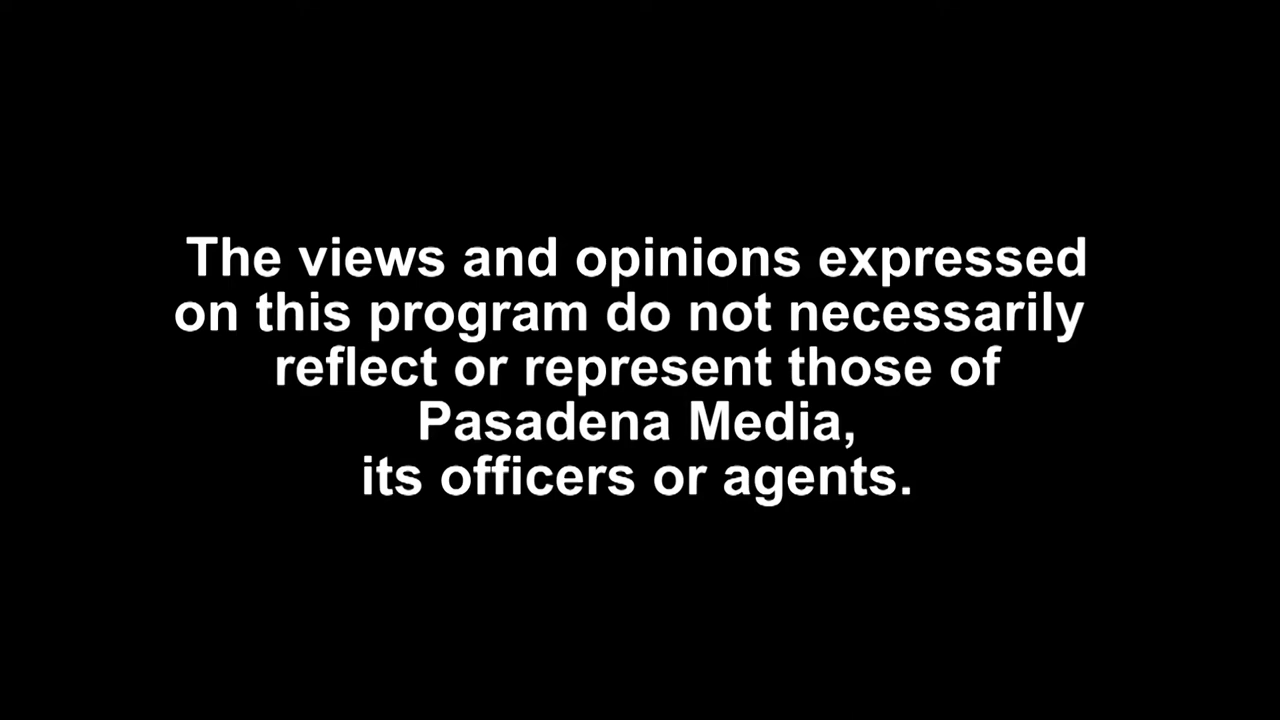 The views and opinions expressed
on this program do not necessarily
reflect or represent those of
Pasadena Media,
its officers or agents.